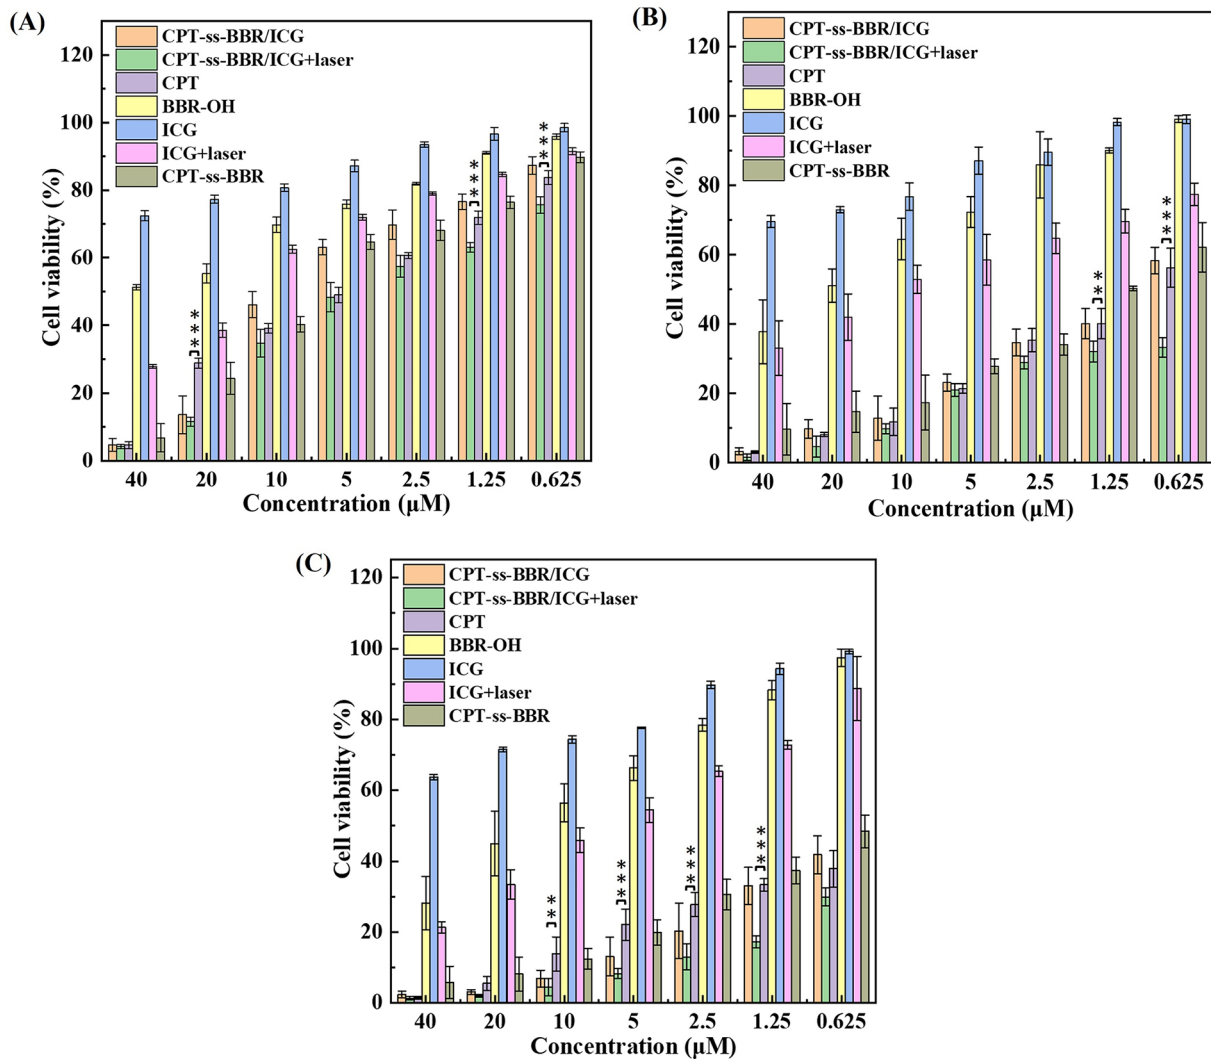 (A)
CPT-ss-BBR/ICG
CPT-ss-BBR/ICG+laser
CPT
BBR-OH
ICG
ICG+laser
CPT-ss-BBR
Cell viability (%)
120
100
80
60
40
20
0
***
***
***
40 20 10 5 2.5 1.25 0.625
Concentration (μM)
(B)
CPT-ss-BBR/ICG
CPT-ss-BBR/ICG+laser
CPT
BBR-OH
ICG
ICG+laser
CPT-ss-BBR
Cell viability (%)
120
100
80
60
40
20
0
**
***
40 20 10 5 2.5 1.25 0.625
Concentration (μM)
(C)
CPT-ss-BBR/ICG
CPT-ss-BBR/ICG+laser
CPT
BBR-OH
ICG
ICG+laser
CPT-ss-BBR
Cell viability (%)
120
100
80
60
40
20
0
**
***
***
***
40 20 10 5 2.5 1.25 0.625
Concentration (μM)